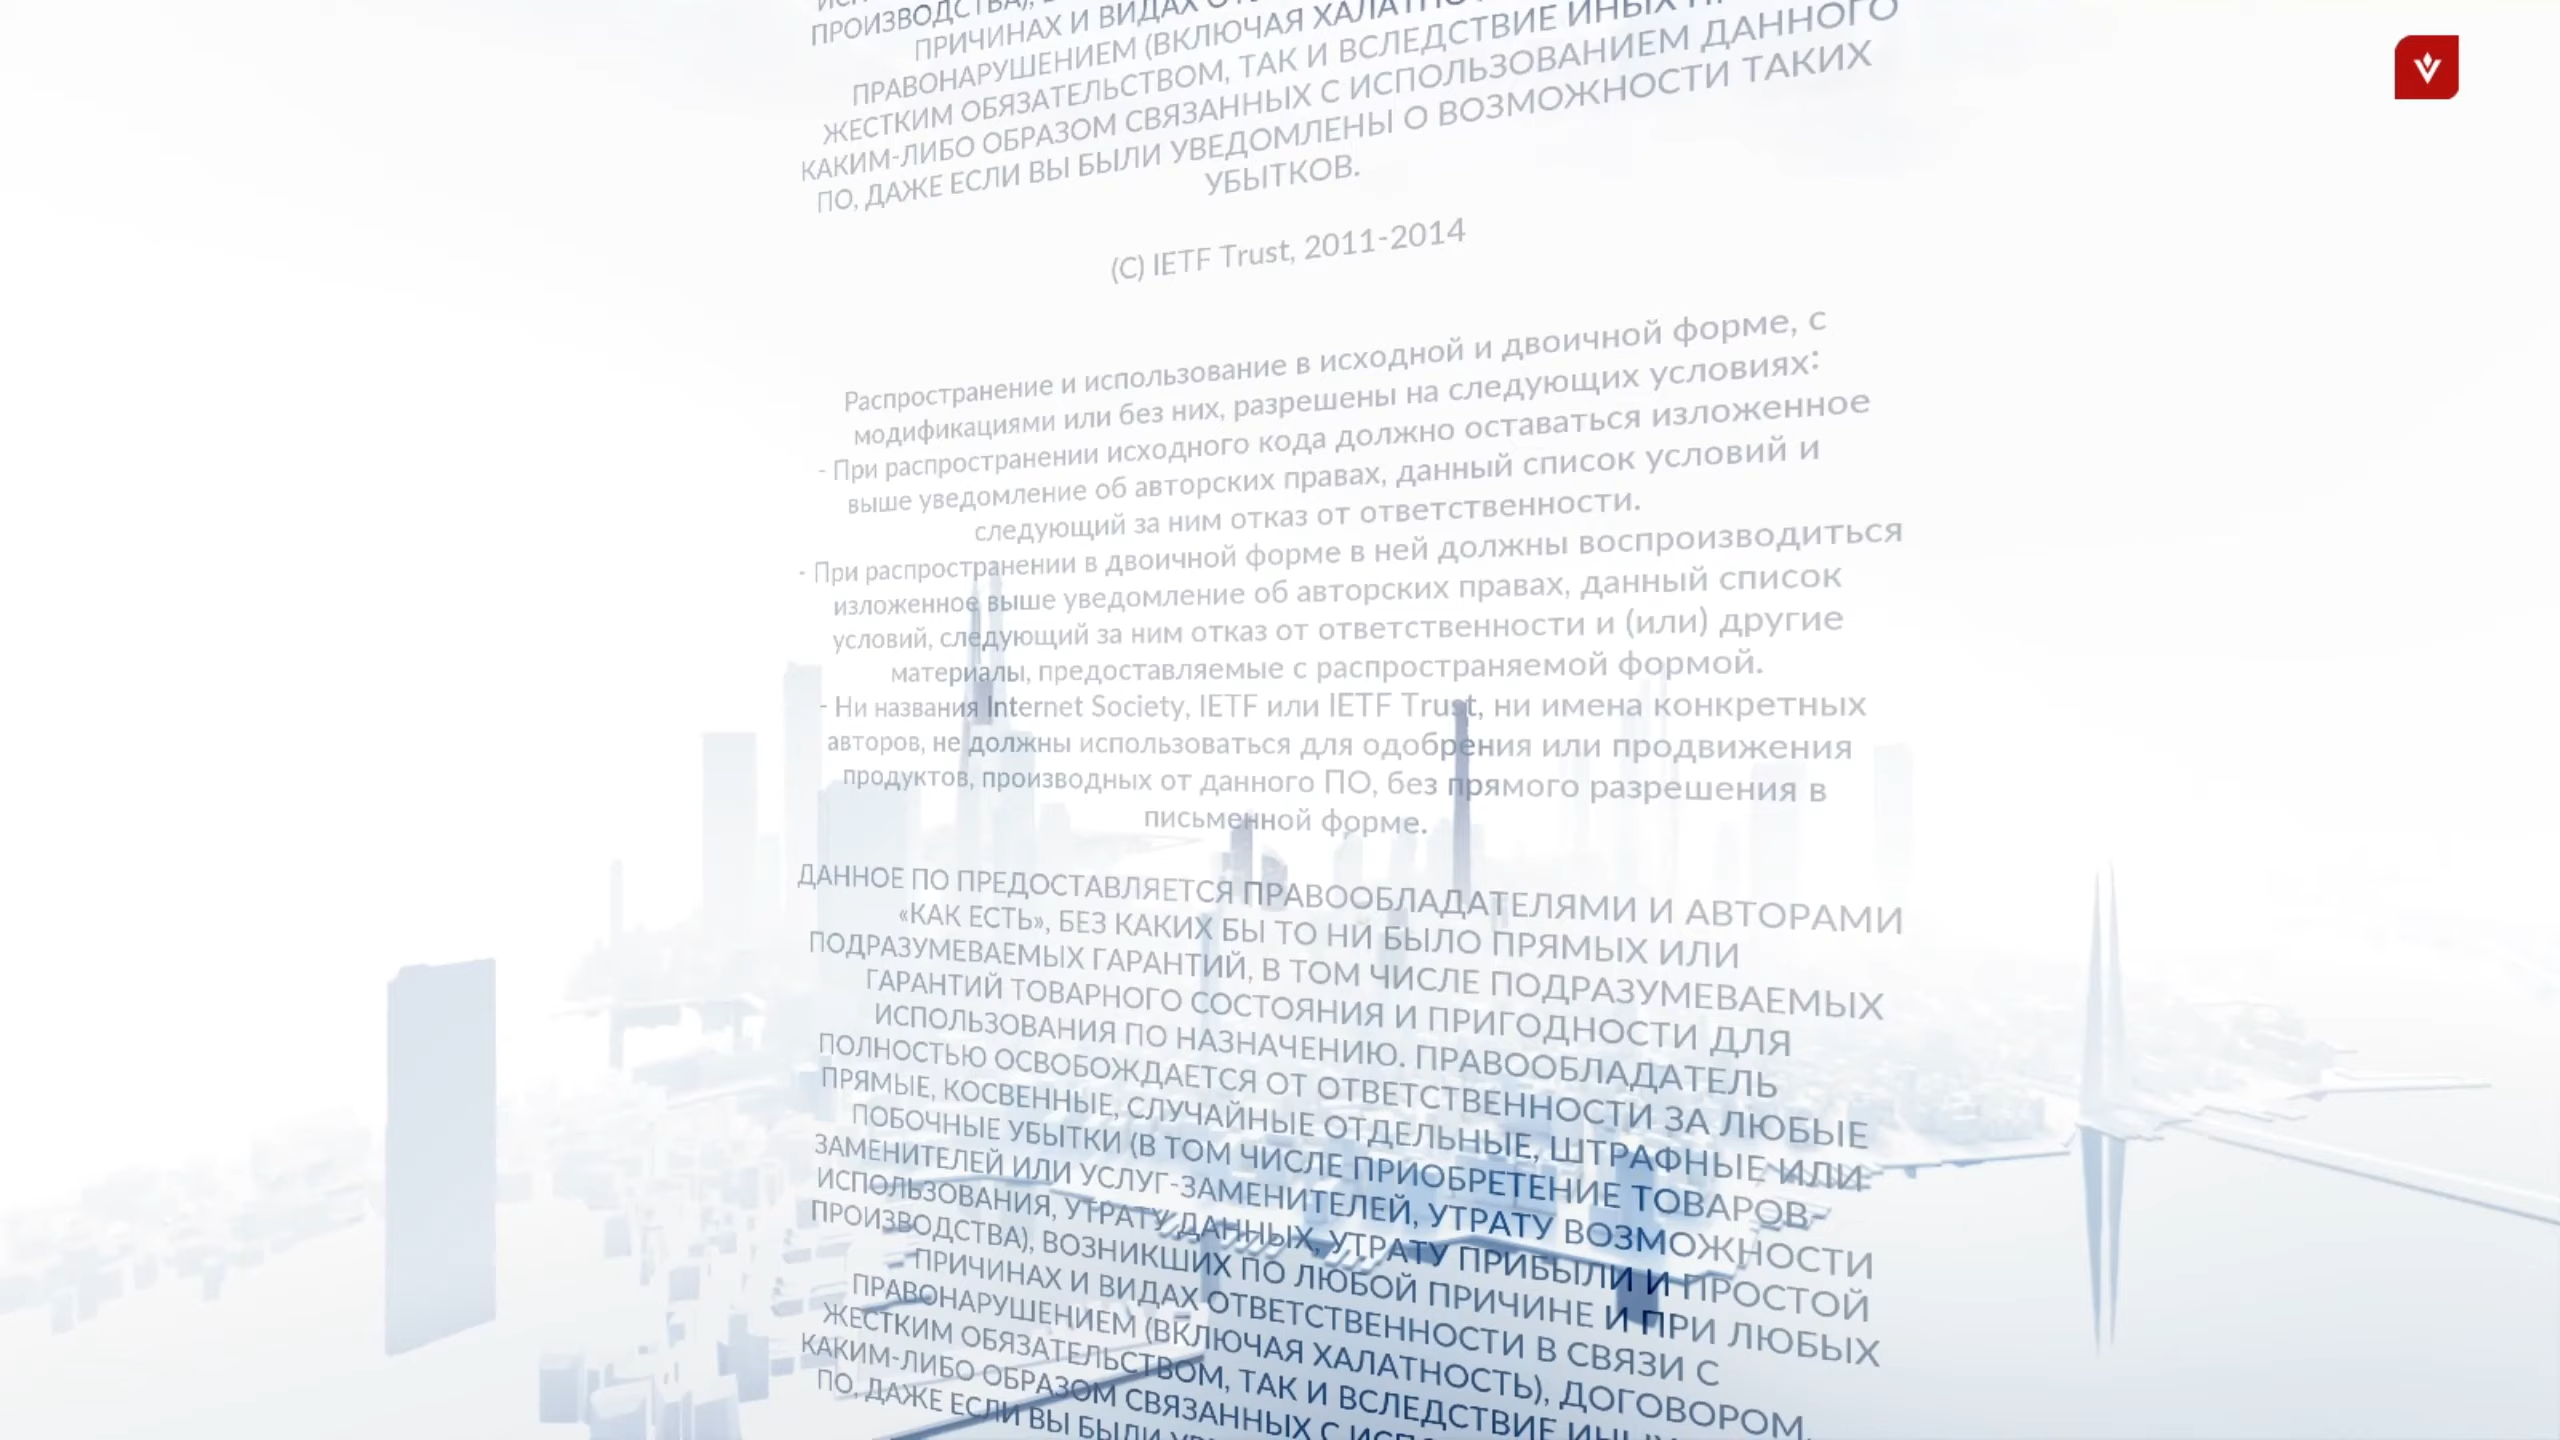 ПРОИЗВОДСТВА),
ПРИЧИНАХ И ВИДАХ
ПРАВОНАРУШЕНИЕМ (ВКЛЮЧАЯ
ЖЕСТКИМ ОБЯЗАТЕЛЬСТВОМ, ТАК И ВСЛЕДСТВИЕ ИНЫХ
КАКИМ-ЛИБО ОБРАЗОМ СВЯЗАННЫХ С ИСПОЛЬЗОВАНИЕМ ДАННОГО
ПО, ДАЖЕ ЕСЛИ ВЫ БЫЛИ УВЕДОМЛЕНЫ О ВОЗМОЖНОСТИ ТАКИХ
УБЫТКОВ.
(C) IETF Trust, 2011-2014
Распространение и использование в исходной и двоичной форме, с
модификациями или без них, разрешены на следующих условиях:
- При распространении исходного кода должно оставаться изложенное
выше уведомление об авторских правах, данный список условий и
следующий за ним отказ от ответственности.
- При распространении в двоичной форме в ней должны воспроизводиться
изложенное выше уведомление об авторских правах, данный список
условий, следующий за ним отказ от ответственности и (или) другие
материалы, предоставляемые с распространяемой формой.
- Ни названия Internet Society, IETF или IETF Trust, ни имена конкретных
авторов, не должны использоваться для одобрения или продвижения
продуктов, производных от данного ПО, без прямого разрешения в
письменной форме.
ДАННОЕ ПО ПРЕДОСТАВЛЯЕТСЯ ПРАВООБЛАДАТЕЛЯМИ И АВТОРАМИ
«КАК ЕСТЬ», БЕЗ КАКИХ БЫ ТО НИ БЫЛО ПРЯМЫХ ИЛИ
ПОДРАЗУМЕВАЕМЫХ ГАРАНТИЙ, В ТОМ ЧИСЛЕ ПОДРАЗУМЕВАЕМЫХ
ГАРАНТИЙ ТОВАРНОГО СОСТОЯНИЯ И ПРИГОДНОСТИ ДЛЯ
ИСПОЛЬЗОВАНИЯ ПО НАЗНАЧЕНИЮ. ПРАВООБЛАДАТЕЛЬ
ПОЛНОСТЬЮ ОСВОБОЖДАЕТСЯ ОТ ОТВЕТСТВЕННОСТИ ЗА ЛЮБЫЕ
ПРЯМЫЕ, КОСВЕННЫЕ, СЛУЧАЙНЫЕ ОТДЕЛЬНЫЕ, ШТРАФНЫЕ ИЛИ
ПОБОЧНЫЕ УБЫТКИ (В ТОМ ЧИСЛЕ ПРИОБРЕТЕНИЕ ТОВАРОВ-
ЗАМЕНИТЕЛЕЙ ИЛИ УСЛУГ-ЗАМЕНИТЕЛЕЙ, УТРАТУ ВОЗМОЖНОСТИ
ИСПОЛЬЗОВАНИЯ, УТРАТУ ДАННЫХ, УТРАТУ ПРИБЫЛИ И ПРОСТОЙ
ПРОИЗВОДСТВА), ВОЗНИКШИХ ПО ЛЮБОЙ ПРИЧИНЕ И ПРИ ЛЮБЫХ
ПРИЧИНАХ И ВИДАХ ОТВЕТСТВЕННОСТИ В СВЯЗИ С
ПРАВОНАРУШЕНИЕМ (ВКЛЮЧАЯ ХАЛАТНОСТЬ), ДОГОВОРОМ,
ЖЕСТКИМ ОБЯЗАТЕЛЬСТВОМ, ТАК И ВСЛЕДСТВИЕ
КАКИМ-ЛИБО ОБРАЗОМ СВЯЗАННЫХ С
ПО, ДАЖЕ ЕСЛИ ВЫ БЫЛИ